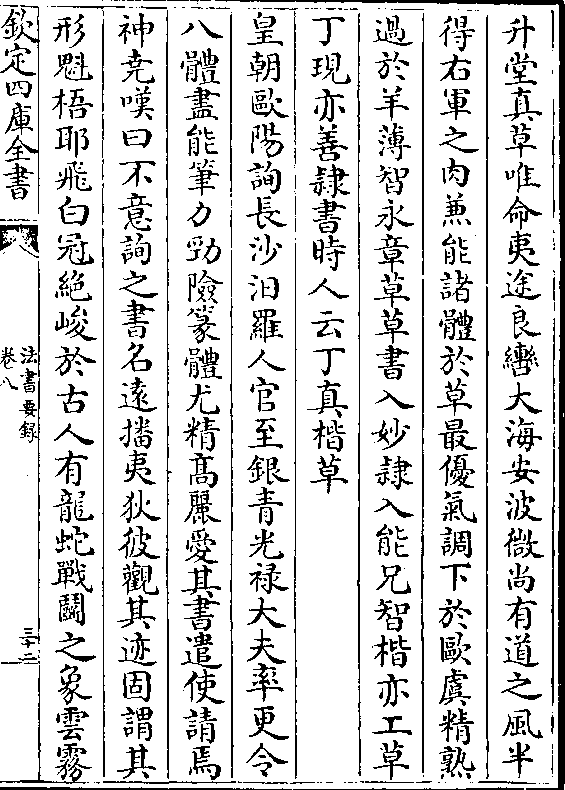 升堂真草唯命夷途良轡大海安波微尚有道之風半
得右軍之肉兼能諸體於草最優氣調下於歐虞精熟
過於羊薄智永章草草書入妙隷入能兄智楷亦工草
丁現亦善隷書時人云丁真楷草
皇朝歐陽詢長沙汨羅人官至銀青光禄大夫率更令
八體盡能筆力勁險篆體尤精髙麗愛其書遣使請焉
神尭嘆曰不意詢之書名逺播夷狄彼觀其迹固謂其
形魁梧耶飛白冠絶峻於古人有龍蛇戰鬭之象雲霧
欽定四庫全書
法書要録
卷八
三十二